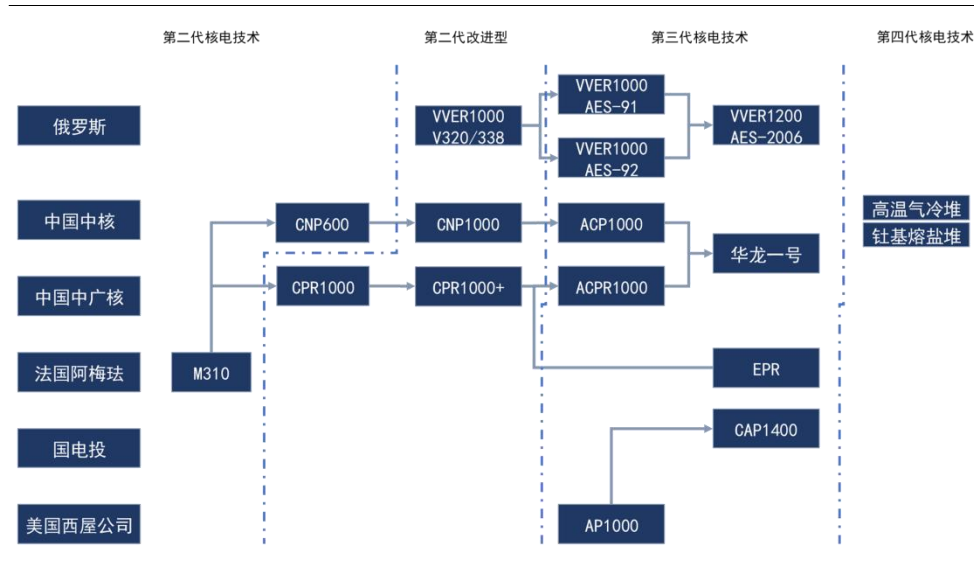 第二代核电技术
第二代改进型
第三代核电技术
第四代核电技术
俄罗斯
VVER1000
V320/338
VVER1000
AES-91
VVER1000
AES-92
VVER1200
AES-2006
中国中核
CNP600
CNP1000
ACP1000
华龙一号
高温气冷堆
钍基熔盐堆
中国中广核
CPR1000
CPR1000+
ACPR1000
法国阿梅珐
M310
EPR
国电投
CAP1400
美国西屋公司
AP1000